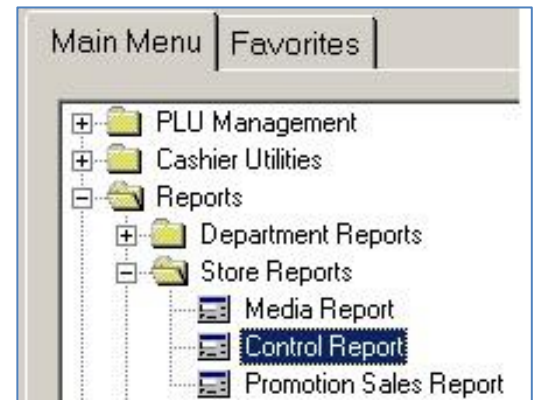 Main Menu Favorites
PLU Management
Cashier Utilities
Reports
Department Reports
Store Reports
Media Report
Control Report
Promotion Sales Report